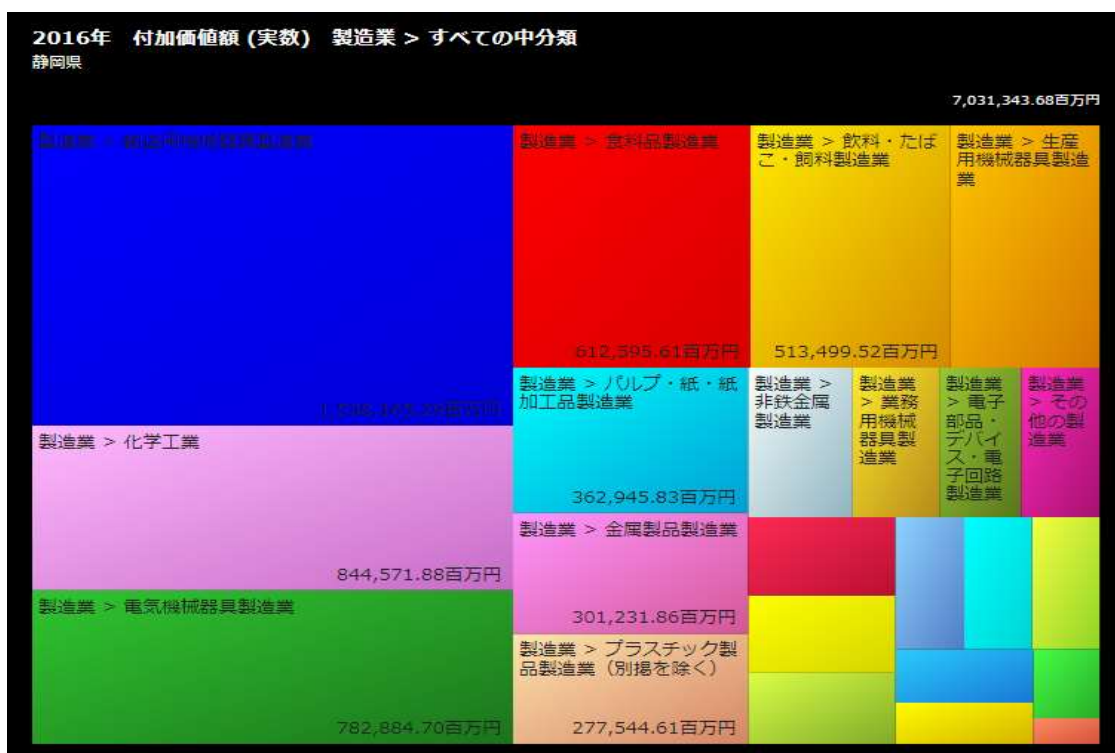 2016年　付加価値額 (実数)　製造業 > すべての中分類
静岡県
7,031,343.68百万円
製造業 > 食料品製造業
612,595.61百万円
製造業 > 飲料・たば
こ・飼料製造業
513,499.52百万円
製造業 > 生産
用機械器具製造
業
製造業 > 化学工業
844,571.88百万円
製造業 > 電気機械器具製造業
782,884.70百万円
製造業 > パルプ・紙・紙
加工品製造業
362,945.83百万円
製造業 > 金属製品製造業
301,231.86百万円
製造業 > プラスチック製
品製造業（別掲を除く）
277,544.61百万円
製造業 >
非鉄金属
製造業
製造業
> 業務
用機械
器具製
造業
製造業
> 電子
部品・
デバイ
ス・電
子回路
製造業
製造業
> その
他の製
造業